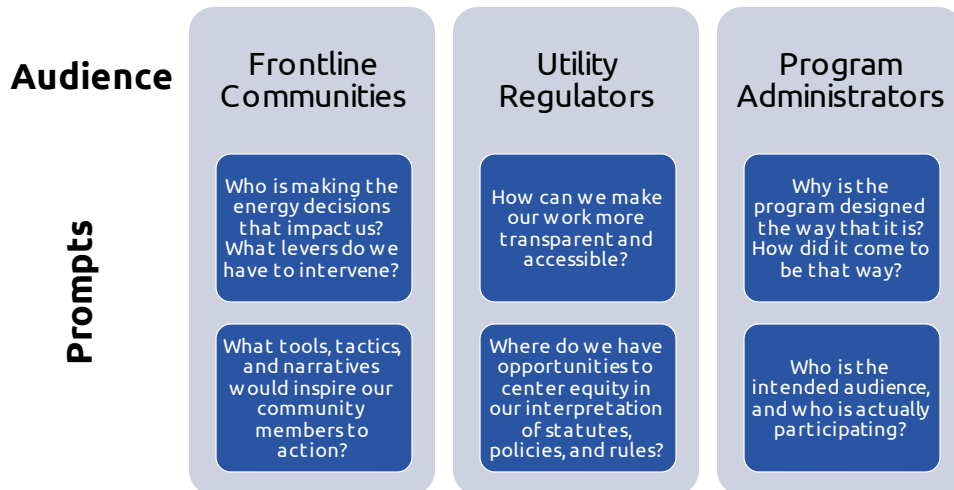 Audience
Frontline
Communities
Utility
Regulators
Program
Administrators
Prompts
Who is making the
energy decisions
that impact us?
What levers do we
have to intervene?
How can we make
our work more
transparent and
accessible?
Why is the
program designed
the way that it is?
How did it come to
be that way?
What tools, tactics,
and narratives
would inspire our
community
members to
action?
Where do we have
opportunities to
center equity in
our interpretation
of statutes,
policies, and rules?
Who is the
intended audience,
and who is actually
participating?